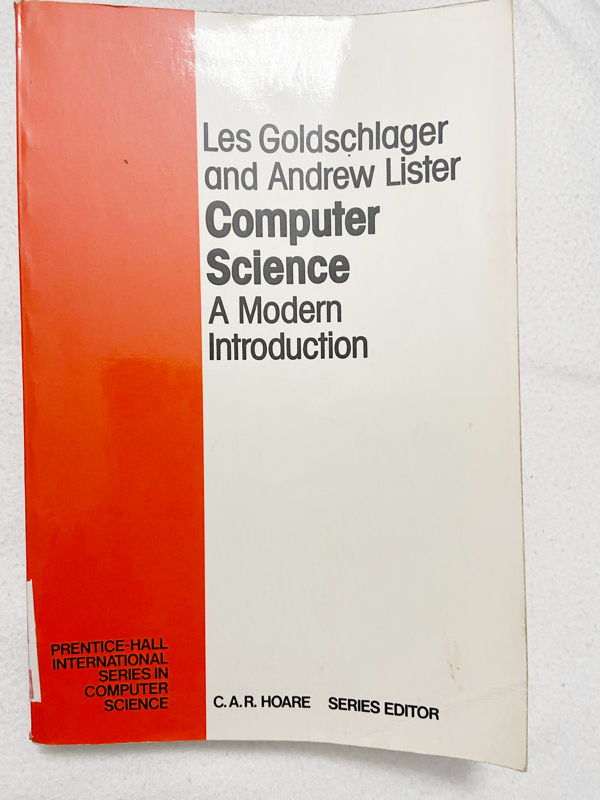 Les Goldschlager
and Andrew Lister
Computer
Science
A Modern
Introduction
PRENTICE-HALL
INTERNATIONAL
SERIES IN
COMPUTER
SCIENCE
C.A.R. HOARE SERIES EDITOR